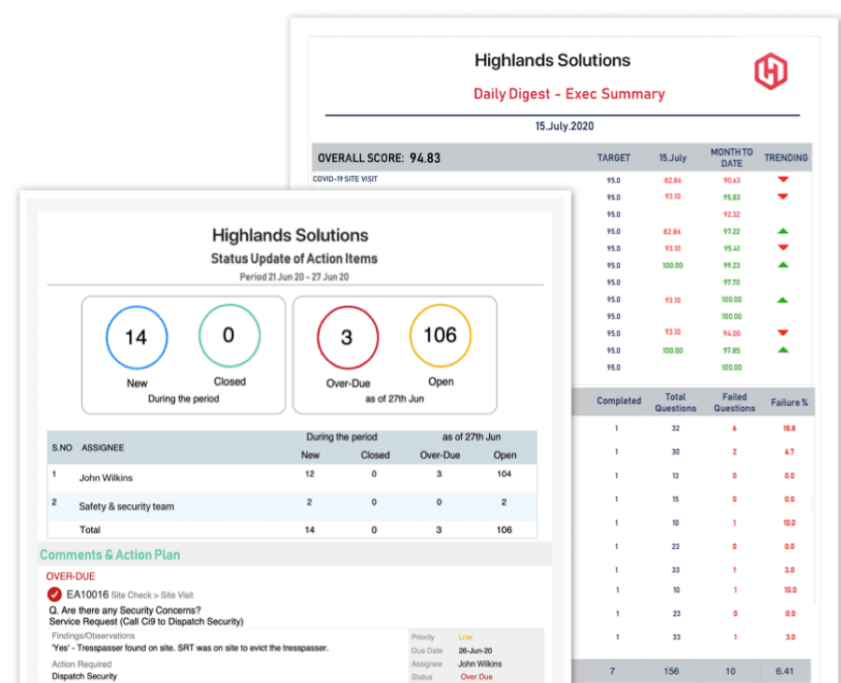 Highlands Solutions
Daily Digest - Exec Summary
15.July.2020
OVERALL SCORE: 94.83 TARGET 15.July MONTH TO DATE TRENDING
COVID-19 SITE VISIT 95.0 82.86 90.63
95.0 93.10 95.83
95.0 92.32
95.0 82.86 97.22
95.0 93.10 95.41
95.0 100.00 99.23
95.0 97.70
95.0 93.10 100.00
95.0 100.00
95.0 93.10 94.00
95.0 100.00 97.85
95.0 100.00
Completed Total Questions Failed Questions Failure %
1 32 6 18.8
1 30 2 6.7
1 13 0 0.0
1 15 0 0.0
1 10 1 10.0
1 23 0 0.0
1 33 1 3.0
1 10 1 10.0
1 23 0 0.0
1 33 1 3.0
7 156 10 6.41
Highlands Solutions
Status Update of Action Items
Period 21 Jun 20 - 27 Jun 20
14 0 3 106
New Closed Over-Due Open
During the period as of 27th Jun
During the period as of 27th Jun
S.NO ASSIGNEE New Closed Over-Due Open
1 John Wilkins 12 0 3 104
2 Safety & security team 2 0 0 2
Total 14 0 3 106
Comments & Action Plan
OVER-DUE
EA10016 Site Check > Site Visit
Q. Are there any Security Concerns?
Service Request (Call Ci9 to Dispatch Security)
Findings/Observations
'Yes' - Tresspasser found on site. SRT was on site to evict the tresspasser.
Action Required
Dispatch Security
Priority Low
Due Date 26-Jun-20
Assignee John Wilkins
Status Over Due